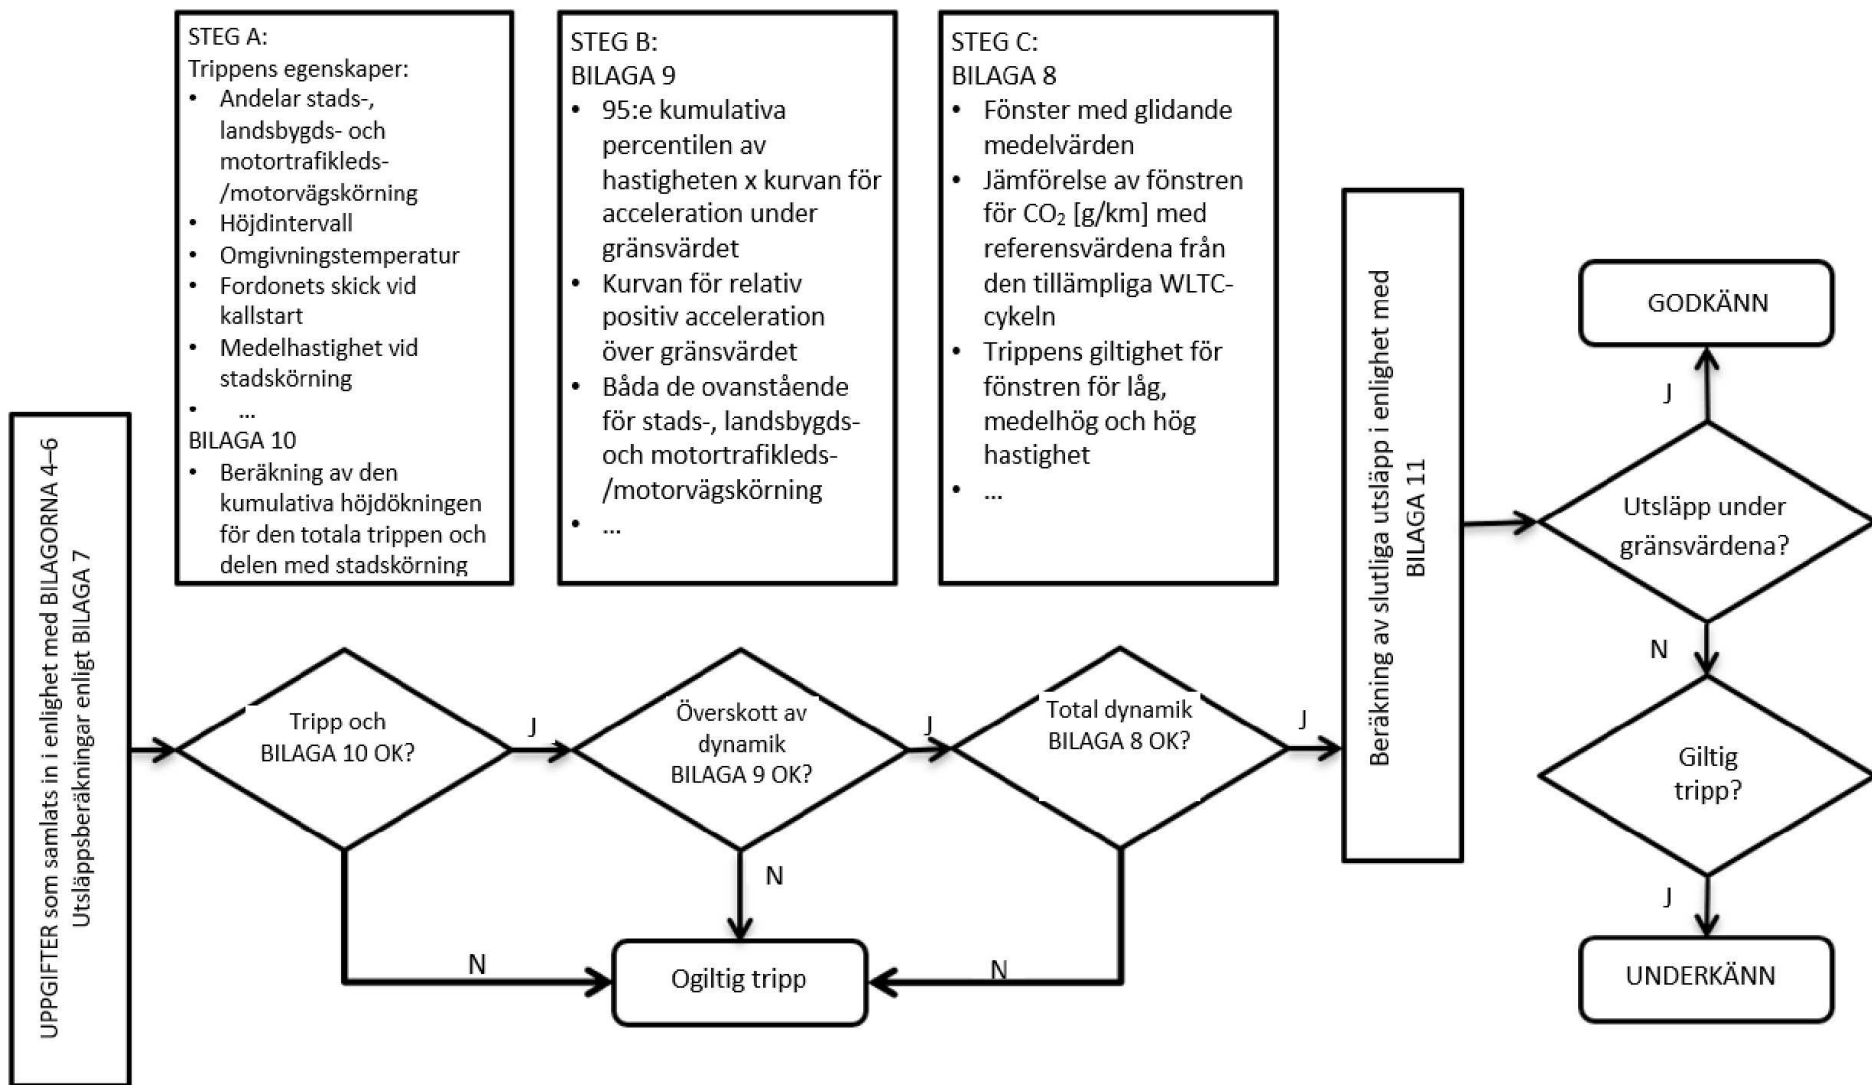 STEG A:
Trippens egenskaper:
• Andelar stads-,
landsbygds- och
motortrafikleds-
/motorvägskörning
• Höjdintervall
• Omgivningstemperatur
• Fordonets skick vid
kallstart
• Medelhastighet vid
stadskörning
• ...
BILAGA 10
• Beräkning av den
kumulativa höjdökningen
för den totala trippen och
delen med stadskörning
STEG B:
BILAGA 9
• 95:e kumulativa
percentilen av
hastigheten x kurvan för
acceleration under
gränsvärdet
• Kurvan för relativ
positiv acceleration
över gränsvärdet
• Båda de ovanstående
för stads-, landsbygds-
och motortrafikleds-
/motorvägskörning
• ...
STEG C:
BILAGA 8
• Fönster med glidande
medelvärden
• Jämförelse av fönstren
för CO₂ [g/km] med
referensvärdena från
den tillämpliga WLTC-
cykeln
• Trippens giltighet för
fönstren för låg,
medelhög och hög
hastighet
• ...
UPPGIFTER som samlats in i enlighet med BILAGORNA 4–6
Utsläppsberäkningar enligt BILAGA 7
Tripp och
BILAGA 10 OK?
J
N
Överskott av
dynamik
BILAGA 9 OK?
J
N
Total dynamik
BILAGA 8 OK?
J
N
Ogiltig tripp
Beräkning av slutliga utsläpp i enlighet med
BILAGA 11
GODKÄNN
J
Utsläpp under
gränsvärdena?
N
Giltig
tripp?
J
UNDERKÄNN